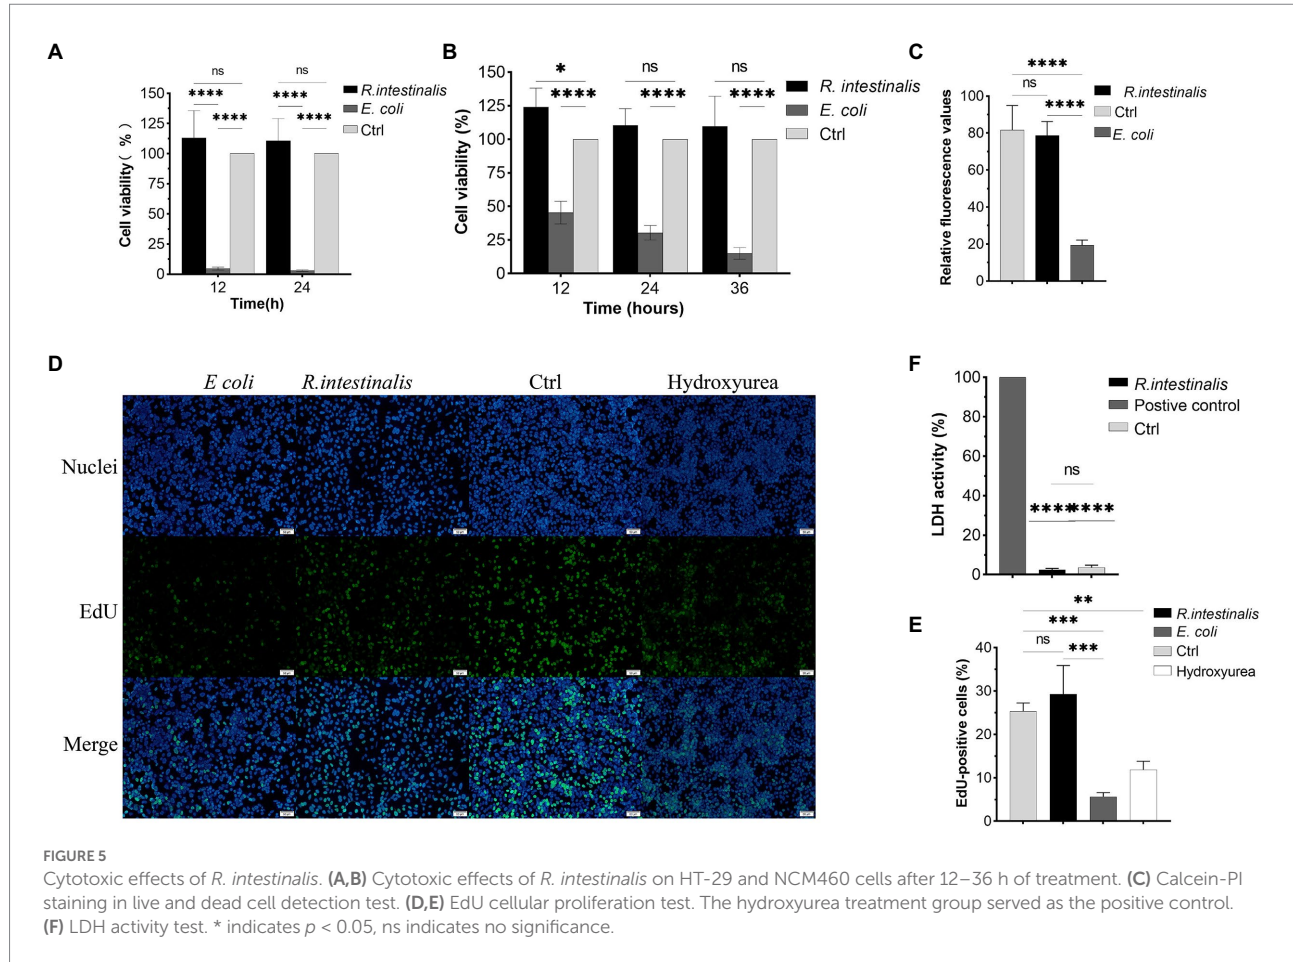 A
ns
****
****
****
****
ns
R.intestinalis
E. coli
Ctrl
Cell viability( % )
150
125
100
75
50
25
0
12
24
Time(h)
B
*
ns
ns
****
****
****
R. intestinalis
E. coli
Ctrl
Cell viability (%)
150
125
100
75
50
25
0
12
24
36
Time (hours)
C
****
ns
****
R.intestinalis
Ctrl
E. coli
Relative fluorescence values
100
80
60
40
20
0
D
E coli
R.intestinalis
Ctrl
Hydroxyurea
Nuclei
EdU
Merge
F
R.intestinalis
Postive control
Ctrl
LDH activity (%)
100
80
60
40
20
0
ns
****
****
E
**
***
ns
***
R.intestinalis
E. coli
Ctrl
Hydroxyurea
EdU-positive cells (%)
40
30
20
10
0
FIGURE 5
Cytotoxic effects of R. intestinalis. (A,B) Cytotoxic effects of R. intestinalis on HT-29 and NCM460 cells after 12–36 h of treatment. (C) Calcein-PI
staining in live and dead cell detection test. (D,E) EdU cellular proliferation test. The hydroxyurea treatment group served as the positive control.
(F) LDH activity test. * indicates p < 0.05, ns indicates no significance.